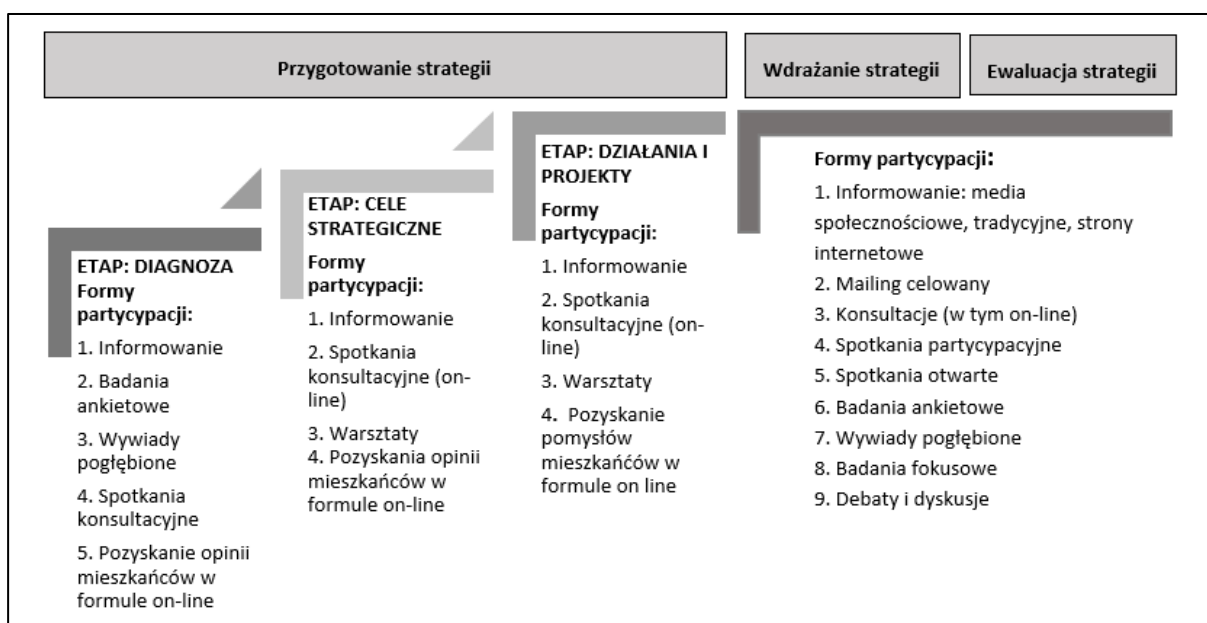 Przygotowanie strategii
Wdrażanie strategii
Ewaluacja strategii
ETAP: DIAGNOZA
Formy
partycypacji:
1. Informowanie
2. Badania
ankietowe
3. Wywiady
pogłębione
4. Spotkania
konsultacyjne
5. Pozyskanie opinii
mieszkańców w
formule on-line
ETAP: CELE
STRATEGICZNE
Formy
partycypacji:
1. Informowanie
2. Spotkania
konsultacyjne (on-
line)
3. Warsztaty
4. Pozyskania opinii
mieszkańców w
formule on-line
ETAP: DZIAŁANIA I
PROJEKTY
Formy
partycypacji:
1. Informowanie
2. Spotkania
konsultacyjne (on-
line)
3. Warsztaty
4. Pozyskanie
pomysłów
mieszkańćów w
formule on line
Formy partycypacji:
1. Informowanie: media
społecznościowe, tradycyjne, strony
internetowe
2. Mailing celowany
3. Konsultacje (w tym on-line)
4. Spotkania partycypacyjne
5. Spotkania otwarte
6. Badania ankietowe
7. Wywiady pogłębione
8. Badania fokusowe
9. Debaty i dyskusje